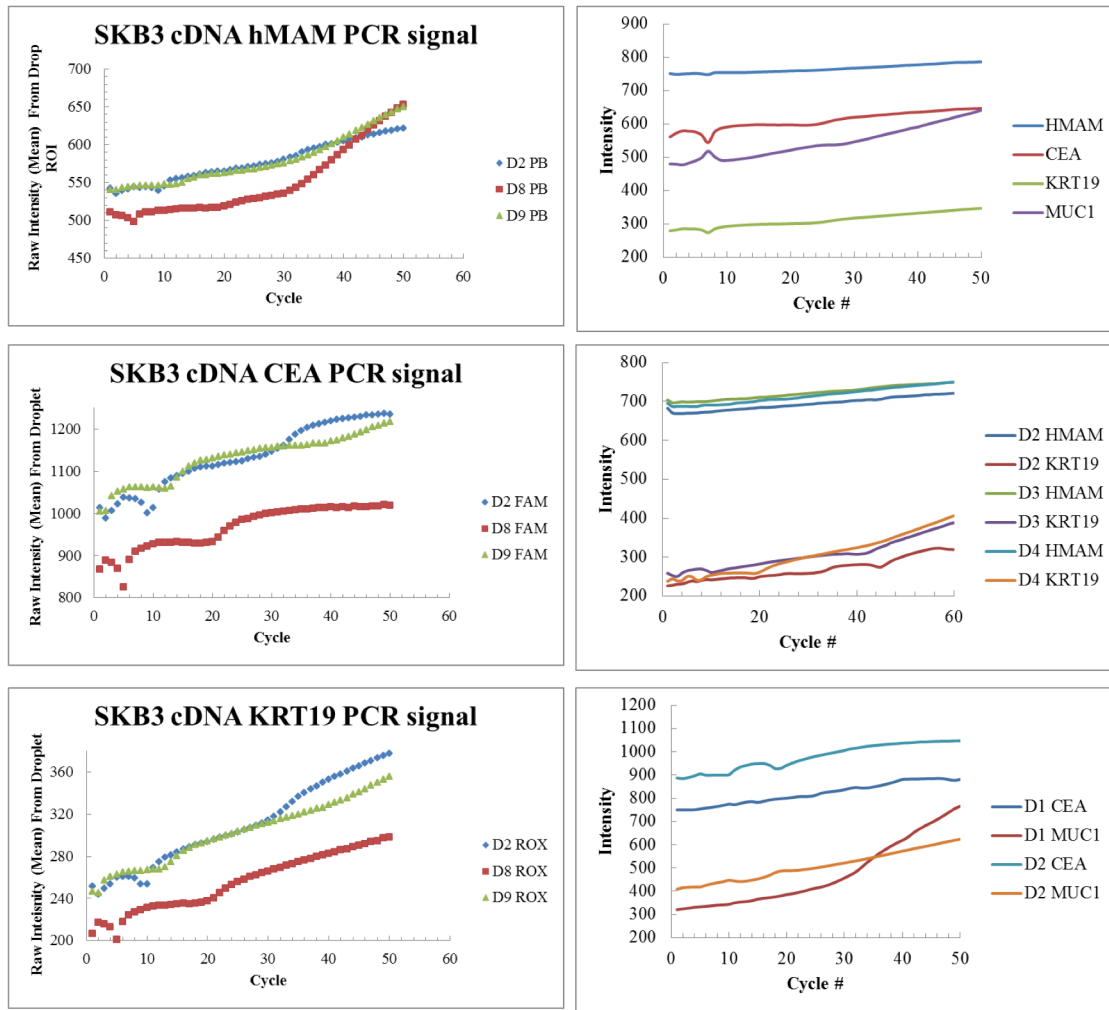 SKB3 cDNA hMAM PCR signal
Raw Intensity (Mean) From Drop
ROI
700
650
600
550
500
450
0 10 20 30 40 50 60
Cycle
D2 PB
D8 PB
D9 PB
900
800
700
600
500
400
300
200
Intensity
0 10 20 30 40 50
Cycle #
HMAM
CEA
KRT19
MUC1
SKB3 cDNA CEA PCR signal
Raw Intensity (Mean) From Droplet
1200
1100
1000
900
800
0 10 20 30 40 50 60
Cycle
D2 FAM
D8 FAM
D9 FAM
800
700
600
500
400
300
200
Intensity
0 20 40 60
Cycle #
D2 HMAM
D2 KRT19
D3 HMAM
D3 KRT19
D4 HMAM
D4 KRT19
SKB3 cDNA KRT19 PCR signal
Raw Inteisnity (Mean) From Droplet
360
320
280
240
200
0 10 20 30 40 50 60
Cycle
D2 ROX
D8 ROX
D9 ROX
1200
1100
1000
900
800
700
600
500
400
300
200
Intensity
0 10 20 30 40 50
Cycle #
D1 CEA
D1 MUC1
D2 CEA
D2 MUC1